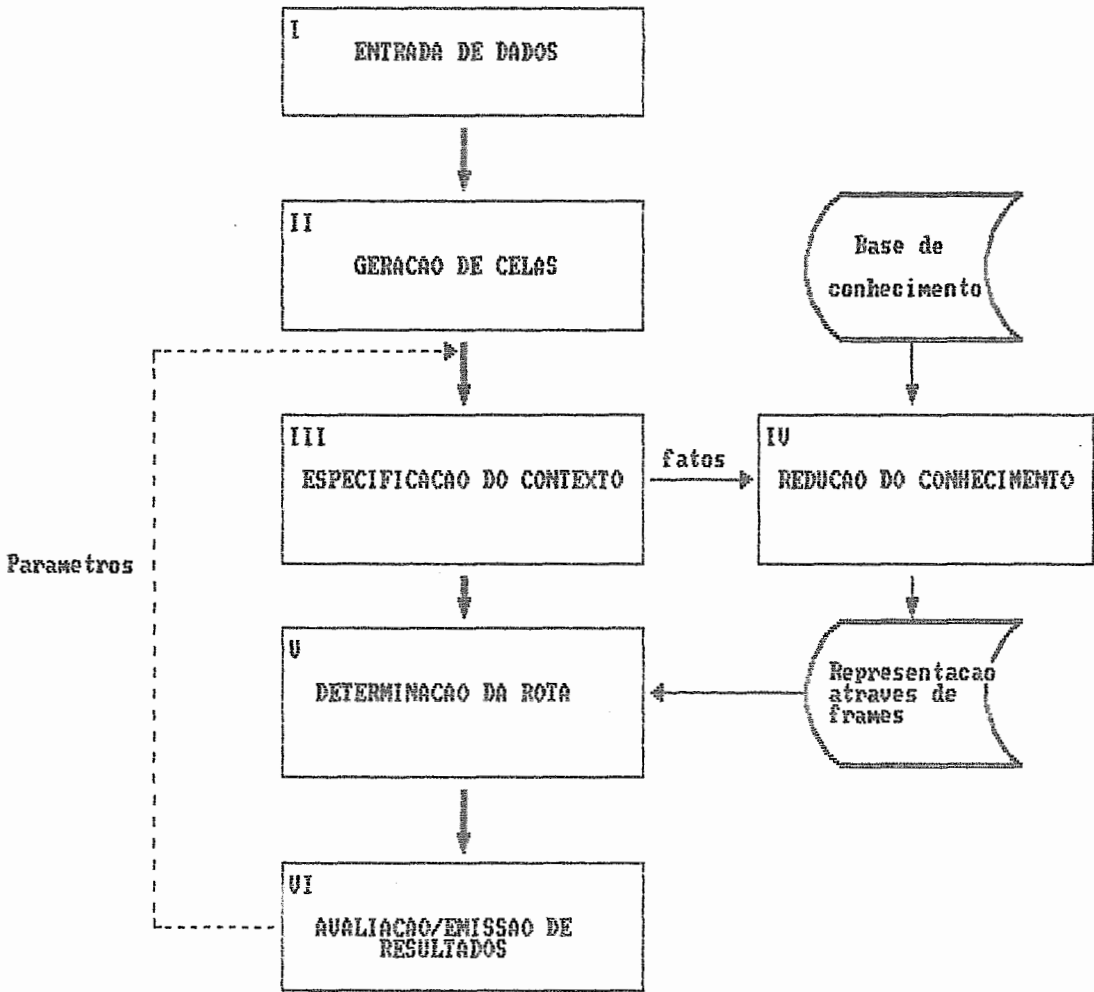 I
ENTRADA DE DADOS
II
GERACAO DE CELAS
Base de
conhecimento
III
ESPECIFICACAO DO CONTEXTO
fatos
IV
REDUCAO DO CONHECIMENTO
Parametros
V
DETERMINACAO DA ROTA
Representacao
atraves de
frames
VI
AVALIACAO/EMISSAO DE
RESULTADOS